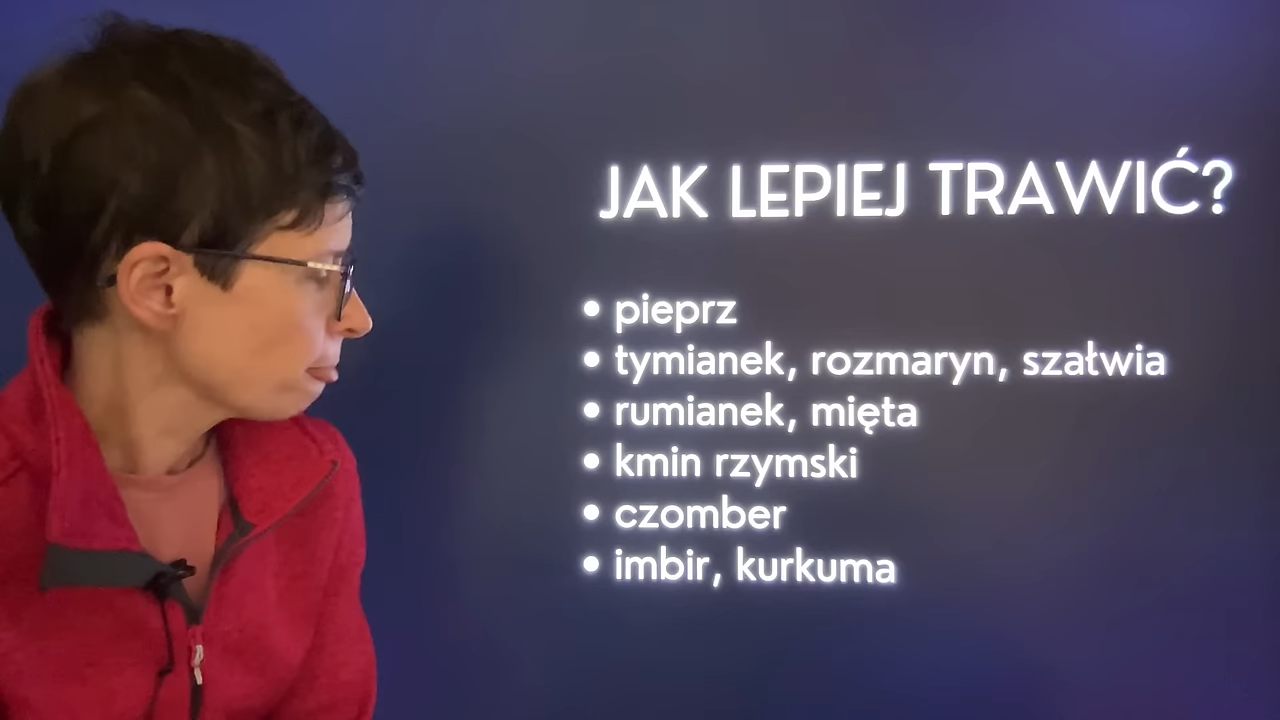 JAK LEPIEJ TRAWIĆ?
• pieprz
• tymianek, rozmaryn, szałwia
• rumianek, mięta
• kmin rzymski
• czomber
• imbir, kurkuma